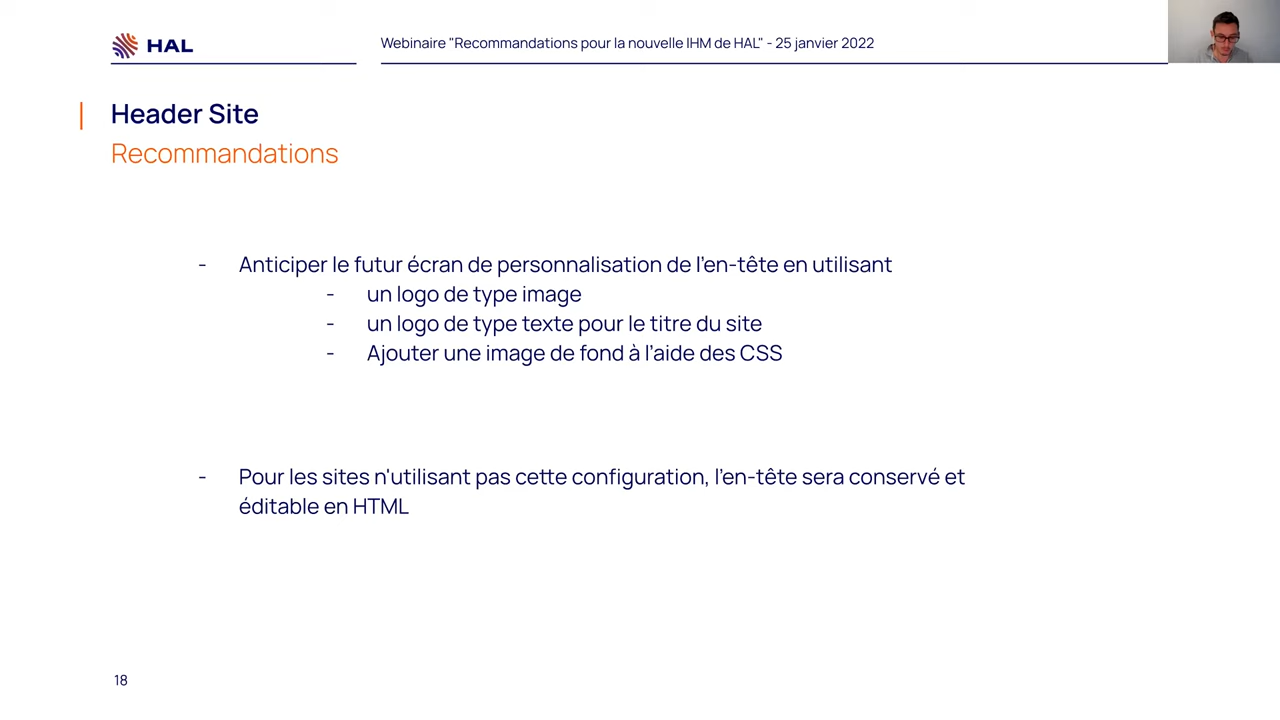 HAL
Webinaire "Recommandations pour la nouvelle IHM de HAL" - 25 janvier 2022
Header Site
Recommandations
- Anticiper le futur écran de personnalisation de l'en-tête en utilisant
- un logo de type image
- un logo de type texte pour le titre du site
- Ajouter une image de fond à l'aide des CSS
- Pour les sites n'utilisant pas cette configuration, l'en-tête sera conservé et
éditable en HTML
18